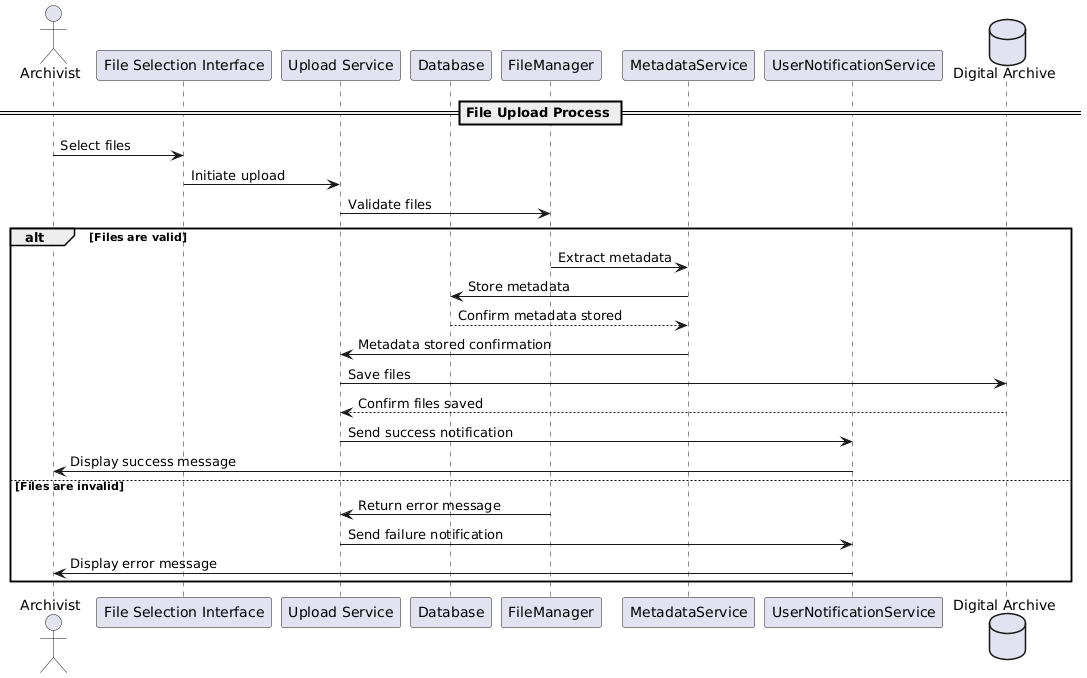 Archivist
File Selection Interface
Upload Service
Database
FileManager
MetadataService
UserNotificationService
Digital Archive
File Upload Process
Select files
Initiate upload
Validate files
alt [Files are valid]
Extract metadata
Store metadata
Confirm metadata stored
Metadata stored confirmation
Save files
Confirm files saved
Send success notification
Display success message
[Files are invalid]
Return error message
Send failure notification
Display error message
Archivist
File Selection Interface
Upload Service
Database
FileManager
MetadataService
UserNotificationService
Digital Archive